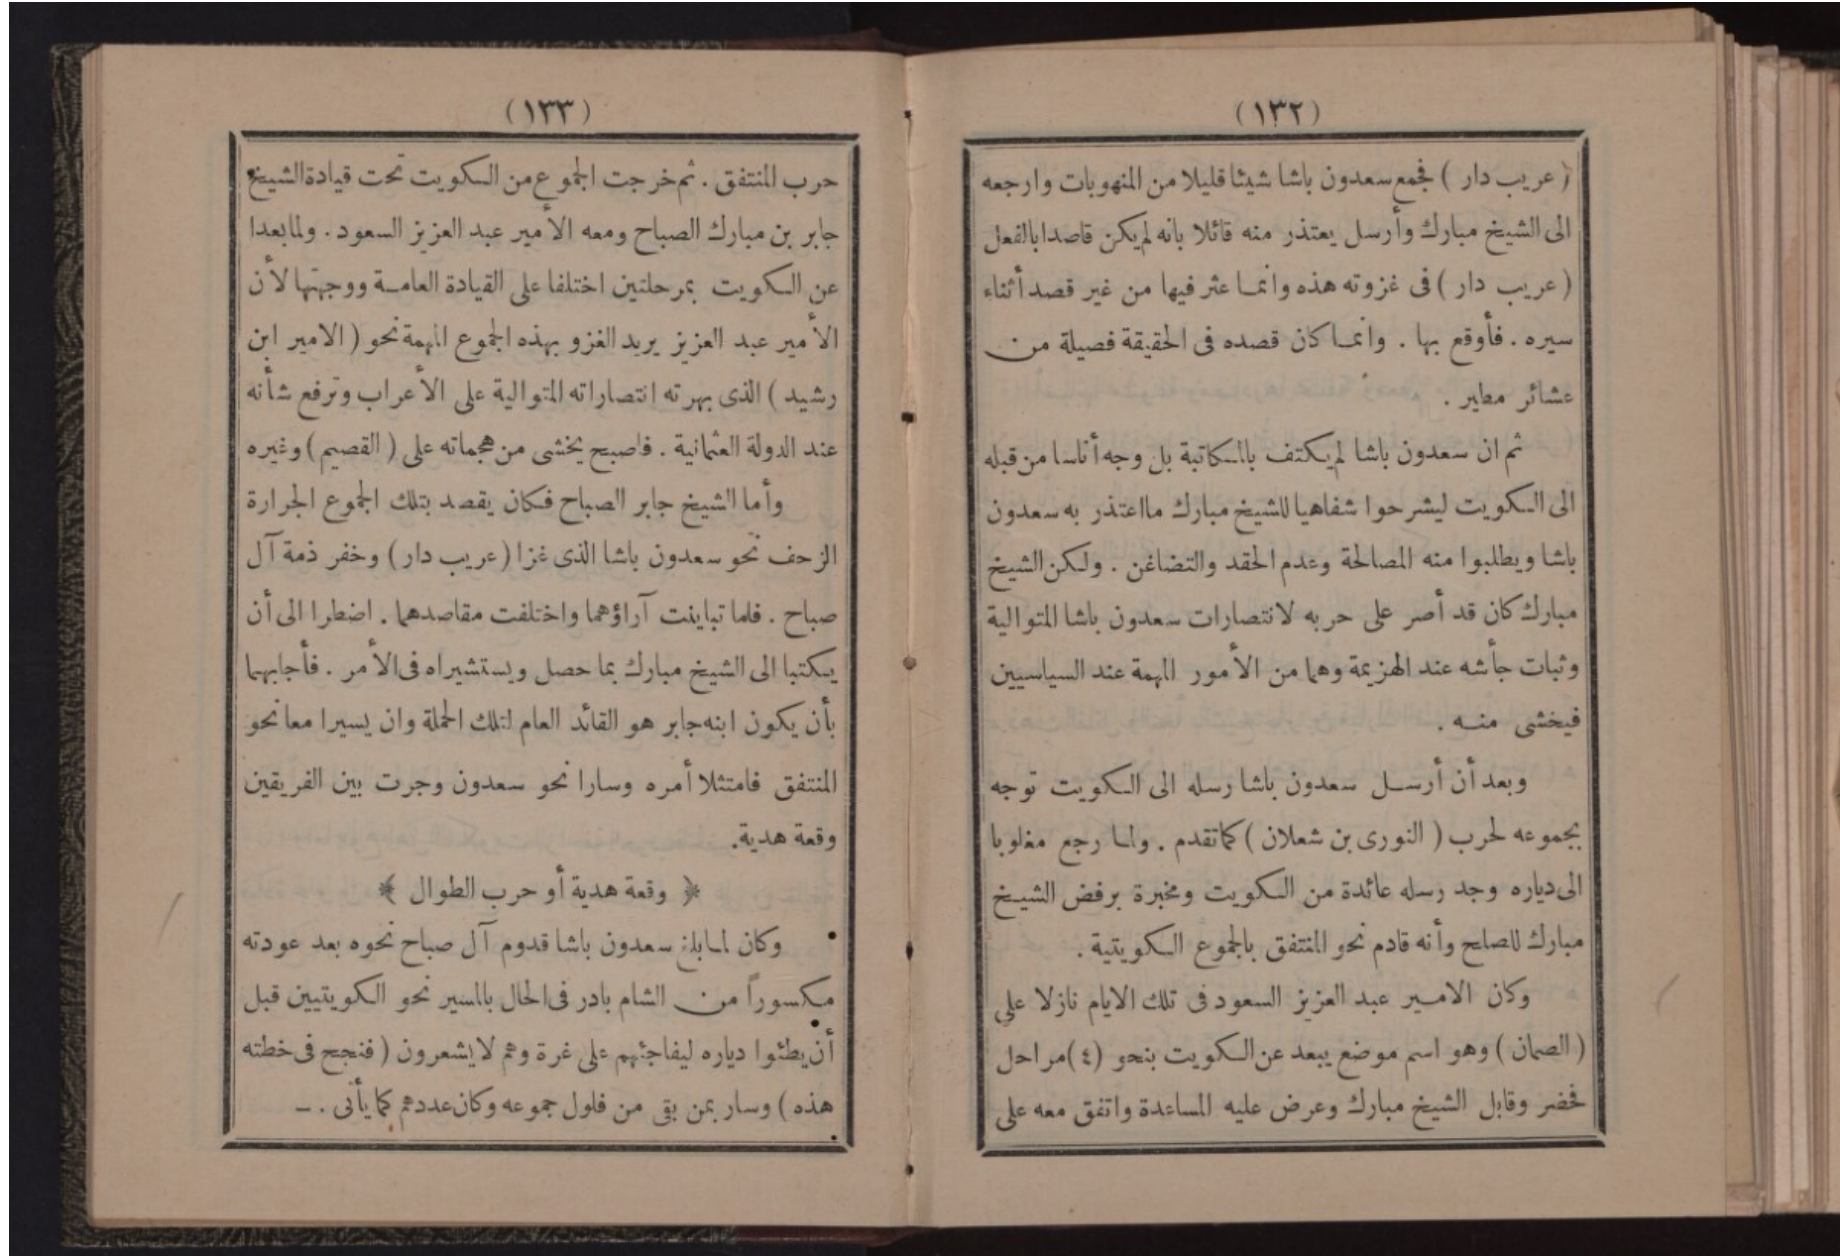 (١٣٢)
( عريب دار ) فجمع سعدون باشا شيئا قليلا من المنهوبات وارجعه
الى الشيخ مبارك وأرسل يعتذر منه قائلا بانه لم يكن قاصدا بالفعل
( عريب دار ) فى غزوته هذه وانما عثر فيها من غير قصد أثناء
سيره . فأوقع بها . وانما كان قصده فى الحقيقة فصيلة من
عشائر مطير .
ثم ان سعدون باشا لم يكتف بالمكاتبة بل وجه أناسا من قبله
الى الكويت ليشرحوا شفاهيا للشيخ مبارك ما اعتذر به سعدون
باشا ويطلبوا منه المصالحة وعدم الحقد والتضاغن . ولكن الشيخ
مبارك كان قد أصر على حربه لانتصارات سعدون باشا المتوالية
وثبات جأشه عند الهزيمة وهما من الأمور المهمة عند السياسيين
فيخشى منه .
وبعد أن أرسل سعدون باشا رسله الى الكويت توجه
بجموعه لحرب ( النورى بن شعلان ) كما تقدم . ولما رجع مغلوبا
الى دياره وجد رسله عائدة من الكويت ومخبرة برفض الشيخ
مبارك للصلح وأنه قادم نحو المنتفق بالجموع الكويتية .
وكان الامير عبد العزيز السعود فى تلك الايام نازلا على
( الصمان ) وهو اسم موضع يبعد عن الكويت بنحو (٤) مراحل
فحضر وقابل الشيخ مبارك وعرض عليه المساعدة واتفق معه على
(١٣٣)
حرب المنتفق . ثم خرجت الجموع من الكويت تحت قيادة الشيخ
جابر بن مبارك الصباح ومعه الأمير عبد العزيز السعود . ولما بعدا
عن الكويت بمرحلتين اختلفا على القيادة العامة ووجهتها لأن
الأمير عبد العزيز يريد الغزو بهذه الجموع المهمة نحو ( الامير ابن
رشيد ) الذى بهرته انتصاراته المتوالية على الأعراب وترفع شأنه
عند الدولة العثمانية . فاصبح يخشى من هجماته على ( القصيم ) وغيره
وأما الشيخ جابر الصباح فكان يقصد بتلك الجموع الجرارة
الزحف نحو سعدون باشا الذى غزا ( عريب دار ) وخفر ذمة آل
صباح . فلما تباينت آراؤهما واختلفت مقاصدهما . اضطرا الى أن
يكتبا الى الشيخ مبارك بما حصل ويستشيراه فى الأمر . فأجابهما
بأن يكون ابنه جابر هو القائد العام لتلك الحملة وان يسيرا معا نحو
المنتفق فامتثلا أمره وسارا نحو سعدون وجرت بين الفريقين
وقعة هدية.
﴿ وقعة هدية أو حرب الطوال ﴾
وكان لما بلغ سعدون باشا قدوم آل صباح نحوه بعد عودته
مكسوراً من الشام بادر فى الحال بالمسير نحو الكويتيين قبل
أن يطئوا دياره ليفاجئهم على غرة وهم لا يشعرون ( فنجح فى خطته
هذه ) وسار بمن بقى من فلول جموعه وكان عددهم كما يأتى . ـ